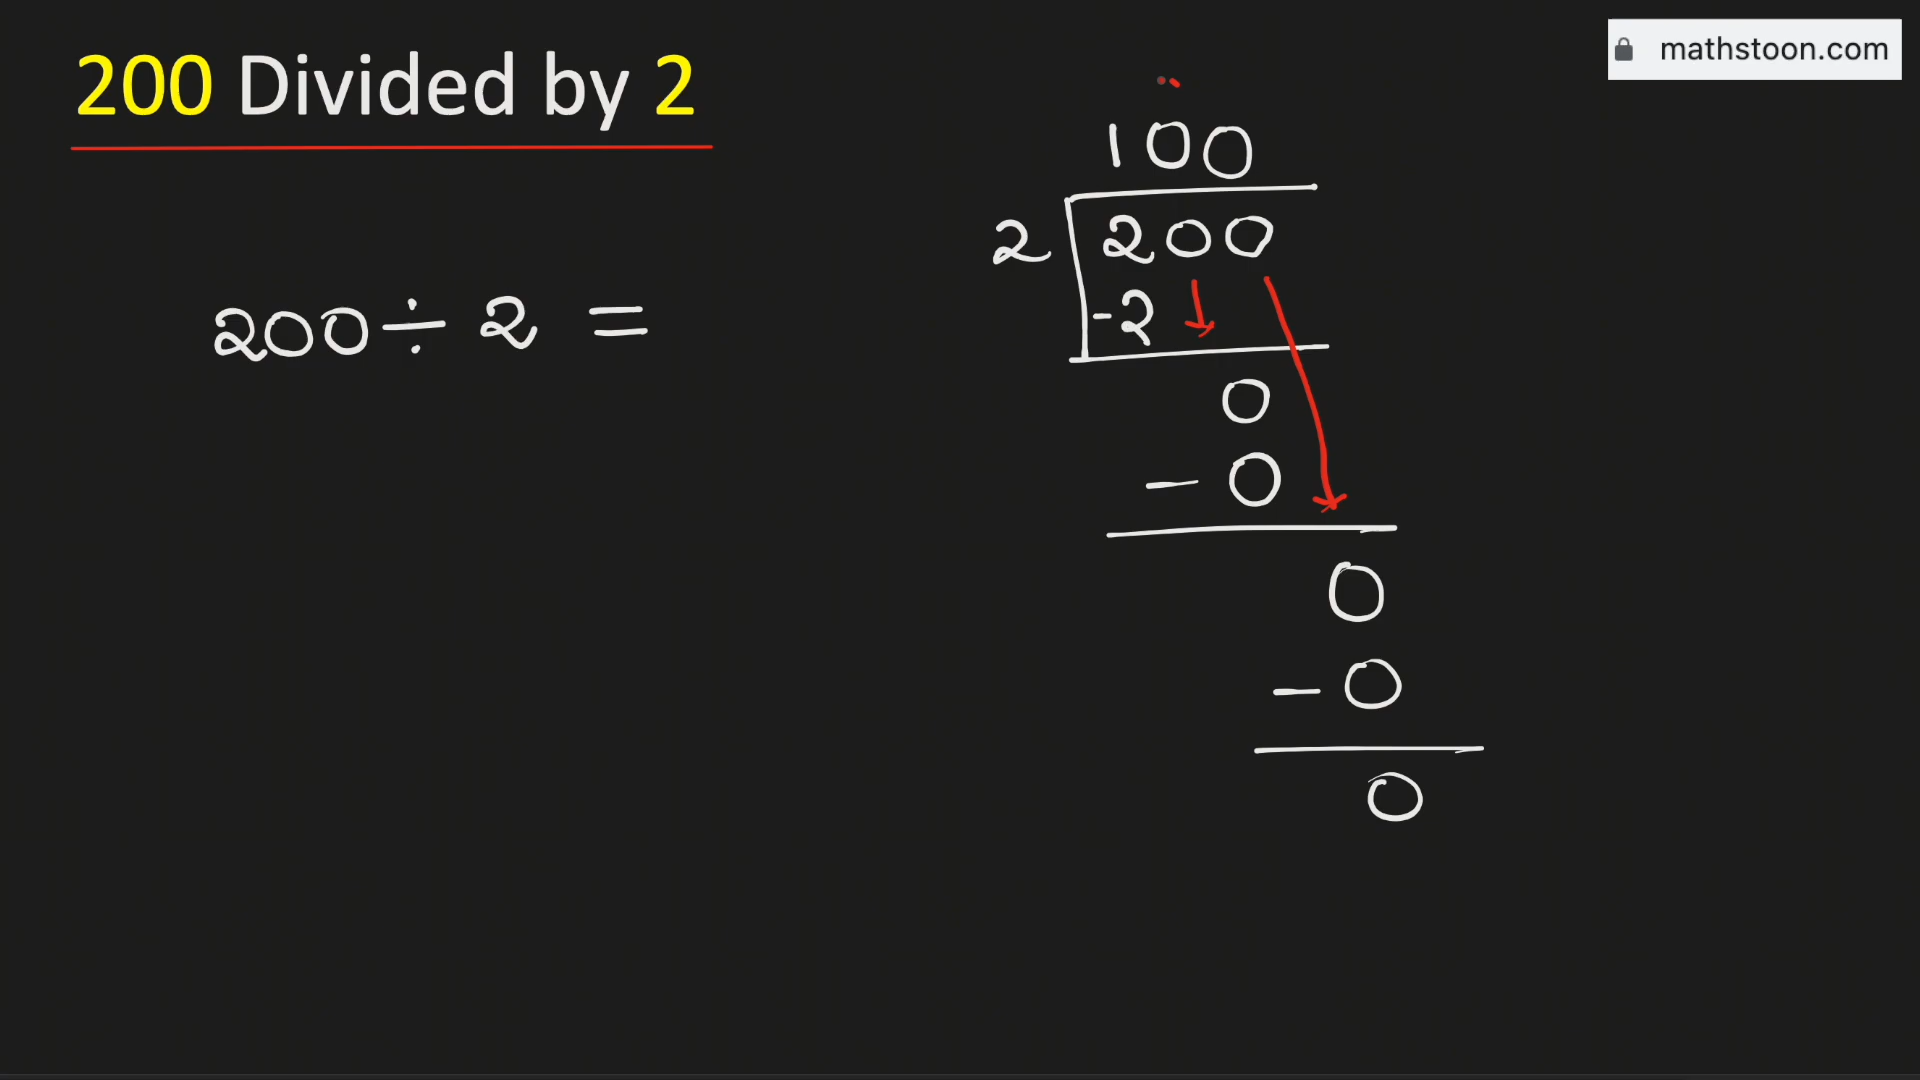 200 Divided by 2
mathstoon.com
200 ÷ 2 =
100
2 200
-2
0
- 0
0
- 0
0